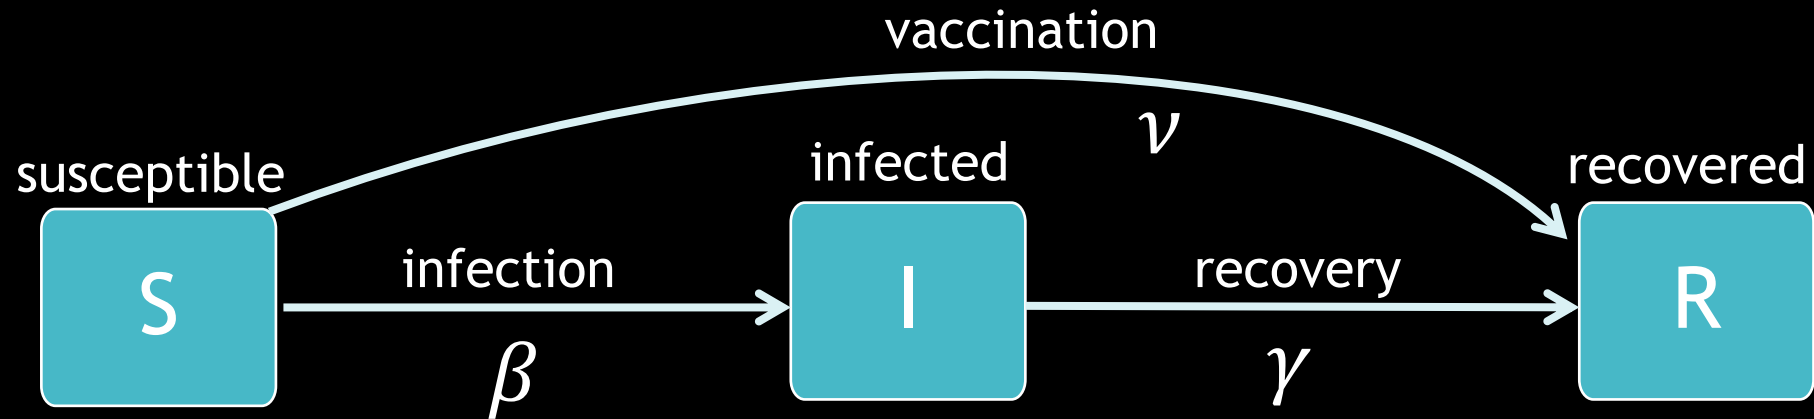 vaccination
ν
susceptible
infected
recovered
S
infection
β
I
recovery
γ
R